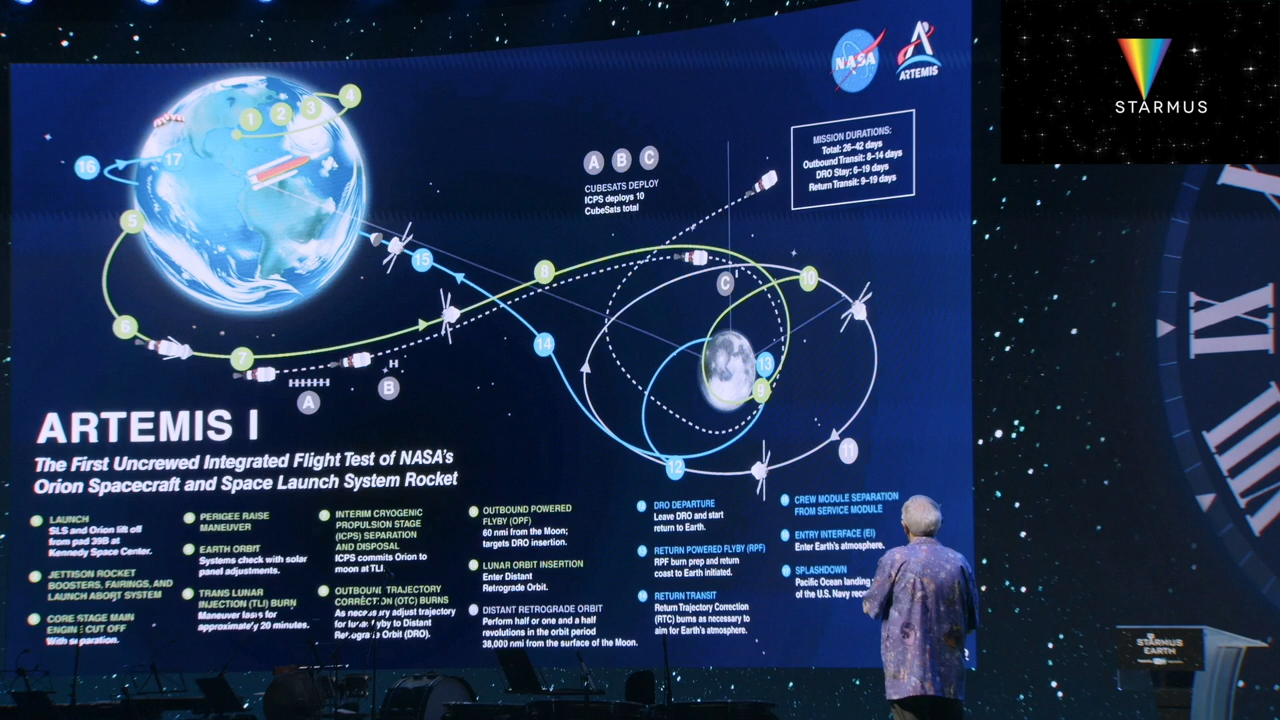 NASA
ARTEMIS
STARMUS
MISSION DURATIONS:
Total: 26–42 days
Outbound Transit: 8–14 days
DRO Stay: 6–19 days
Return Transit: 9–19 days
1 2 3 4
16 17
A B C
CUBESATS DEPLOY
ICPS deploys 10
CubeSats total
5
15
8
C
10
6
7
14
13
9
A
B
12
11
IX
VIII
ARTEMIS I
The First Uncrewed Integrated Flight Test of NASA's
Orion Spacecraft and Space Launch System Rocket
LAUNCH
SLS and Orion lift off
from pad 39B at
Kennedy Space Center.
JETTISON ROCKET
BOOSTERS, FAIRINGS, AND
LAUNCH ABORT SYSTEM
CORE STAGE MAIN
ENGINE CUT OFF
With separation.
PERIGEE RAISE
MANEUVER
EARTH ORBIT
Systems check with solar
panel adjustments.
TRANS LUNAR
INJECTION (TLI) BURN
Maneuver lasts for
approximately 20 minutes.
INTERIM CRYOGENIC
PROPULSION STAGE
(ICPS) SEPARATION
AND DISPOSAL
ICPS commits Orion to
moon at TLI.
OUTBOUND TRAJECTORY
CORRECTION (OTC) BURNS
As necessary adjust trajectory
for lunar flyby to Distant
Retrograde Orbit (DRO).
OUTBOUND POWERED
FLYBY (OPF)
60 nmi from the Moon;
targets DRO insertion.
LUNAR ORBIT INSERTION
Enter Distant
Retrograde Orbit.
DISTANT RETROGRADE ORBIT
Perform half or one and a half
revolutions in the orbit period
38,000 nmi from the surface of the Moon.
DRO DEPARTURE
Leave DRO and start
return to Earth.
RETURN POWERED FLYBY (RPF)
RPF burn prep and return
coast to Earth initiated.
RETURN TRANSIT
Return Trajectory Correction
(RTC) burns as necessary to
aim for Earth's atmosphere.
CREW MODULE SEPARATION
FROM SERVICE MODULE
ENTRY INTERFACE (EI)
Enter Earth's atmosphere.
SPLASHDOWN
Pacific Ocean landing
of the U.S. Navy
STARMUS
EARTH